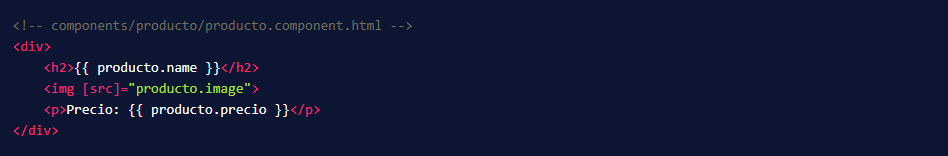 <!-- components/producto/producto.component.html -->
<div>
    <h2>{{ producto.name }}</h2>
    <img [src]="producto.image">
    <p>Precio: {{ producto.precio }}</p>
</div>